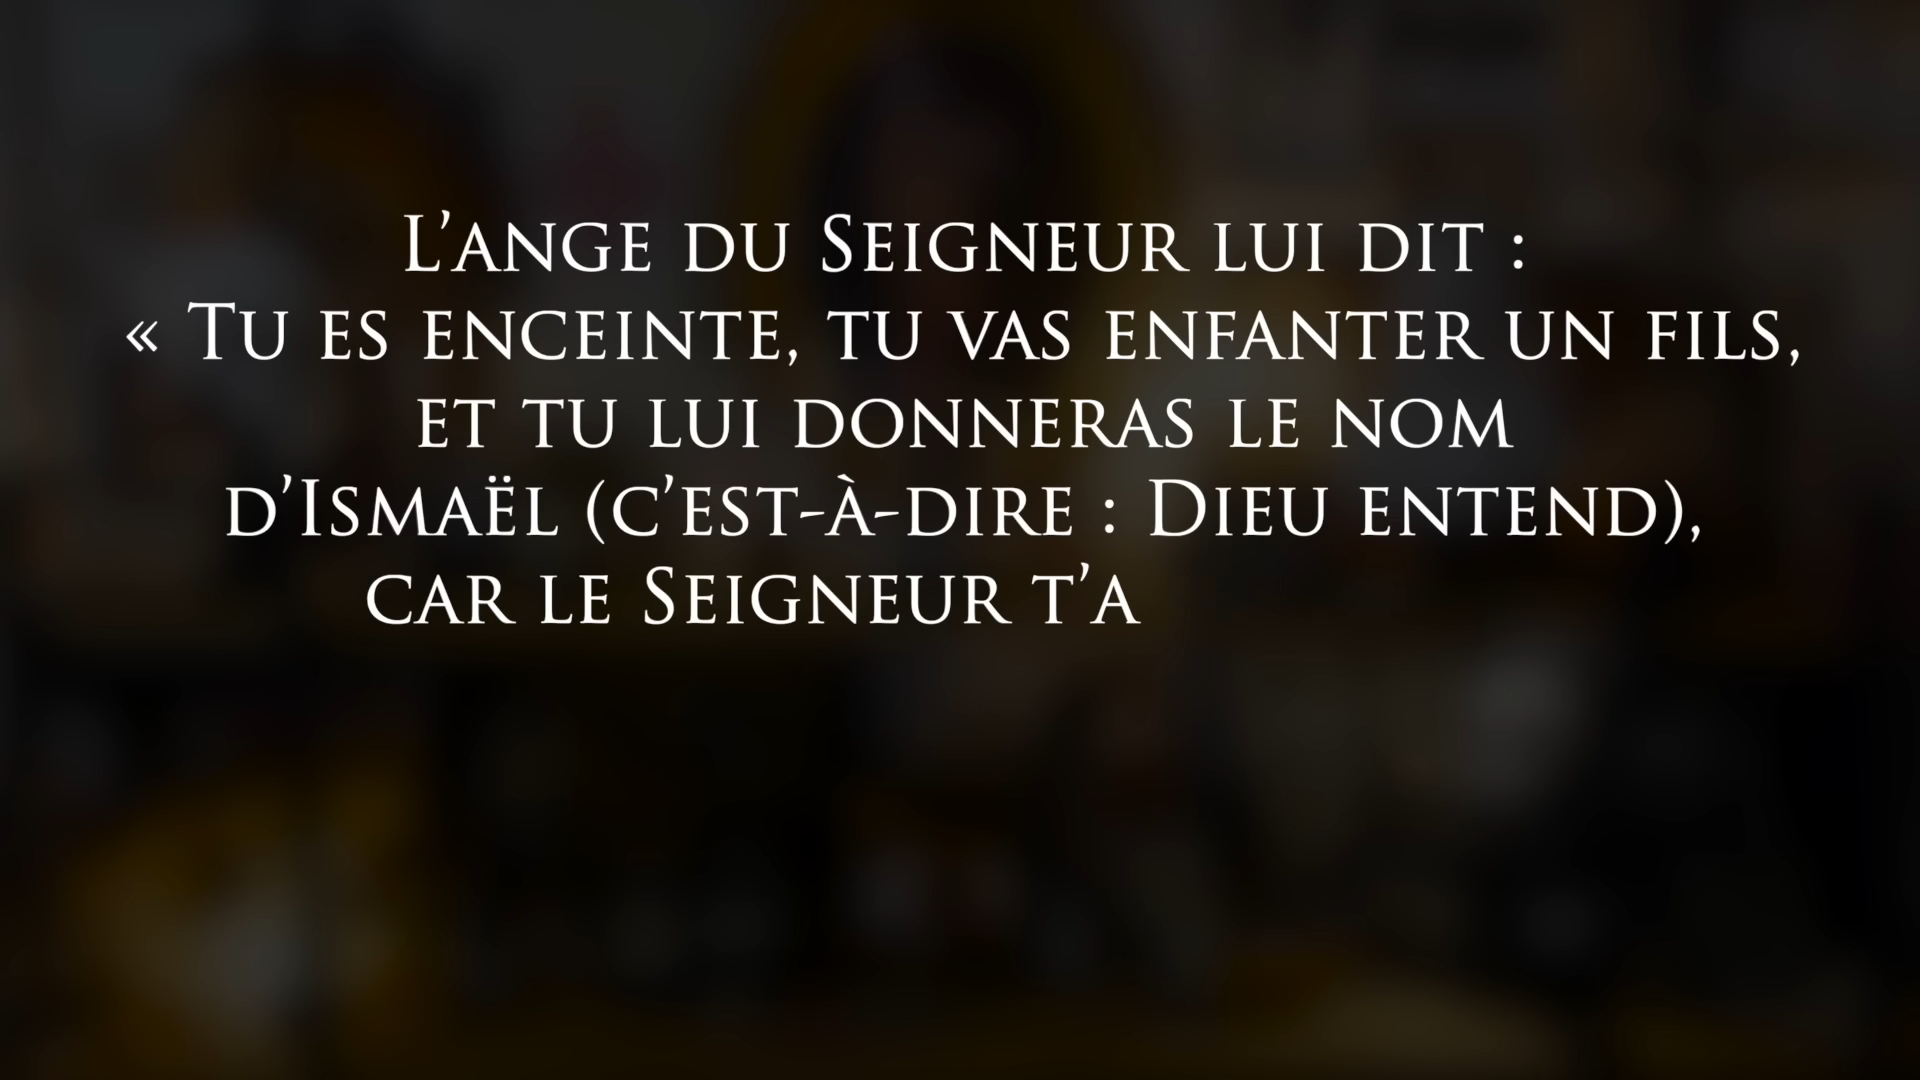 L’ange du Seigneur lui dit :
« Tu es enceinte, tu vas enfanter un fils,
et tu lui donneras le nom
d’Ismaël (c’est-à-dire : Dieu entend),
car le Seigneur t’a